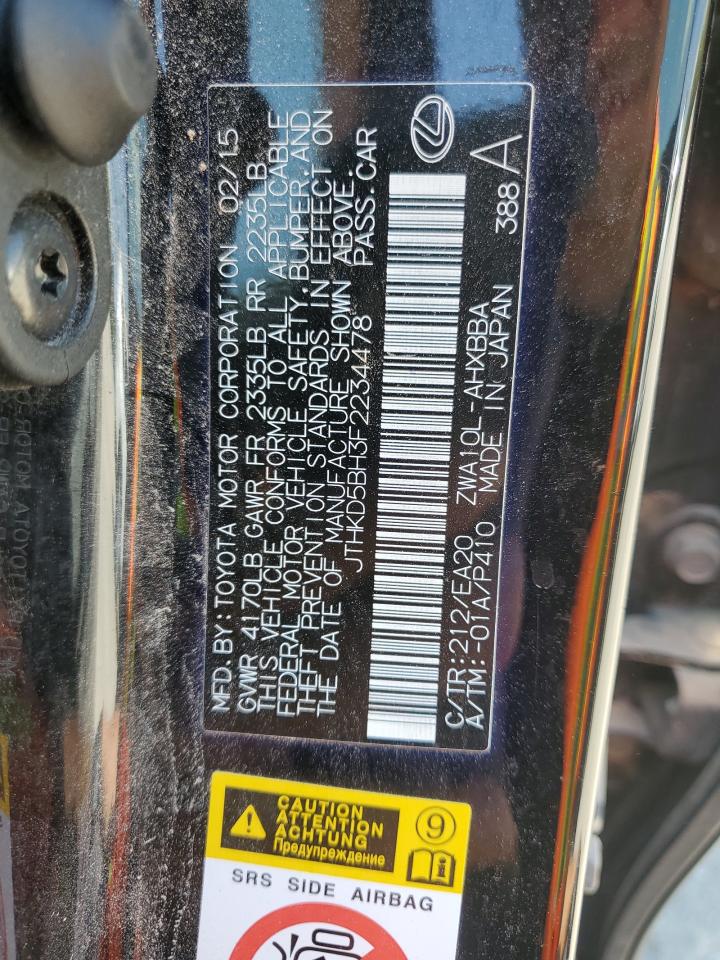 MFD. BY: TOYOTA MOTOR CORPORATION 02/15
GVWR 4170LB GAWR FR 2335LB RR 2235LB
THIS VEHICLE CONFORMS TO ALL APPLICABLE
FEDERAL MOTOR VEHICLE SAFETY, BUMPER, AND
THEFT PREVENTION STANDARDS IN EFFECT ON
THE DATE OF MANUFACTURE SHOWN ABOVE.
JTHKD5BH3F2234478 PASS. CAR
C/TR:212/EA20 ZWA10L-AHXBBA
A/TM:-01A/P410 MADE IN JAPAN 388 A
CAUTION
ATTENTION
ACHTUNG
Предупреждение
9
SRS SIDE AIRBAG